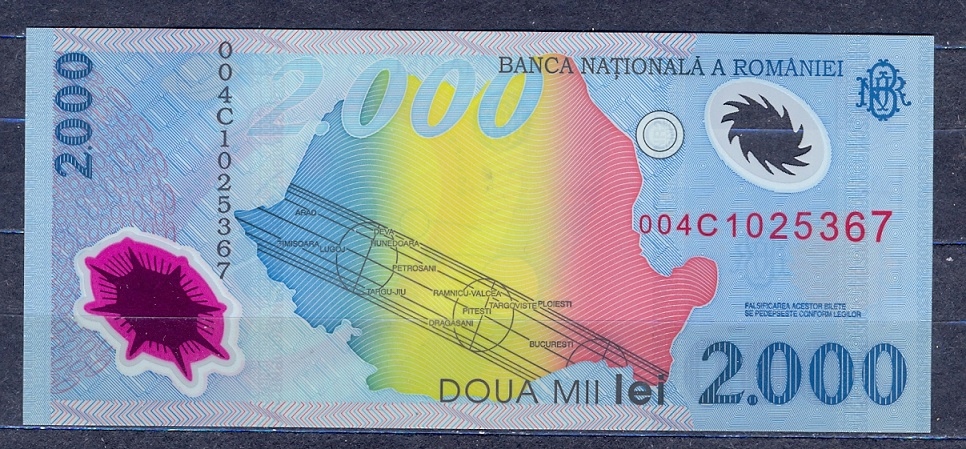 2.000
004C1025367
2.000
BANCA NAȚIONALĂ A ROMÂNIEI
BNR
004C1025367
ARAD
DEVA
TIMISOARA
LUGOJ
HUNEDOARA
PETROSANI
TARGU-JIU
RAMNICU-VALCEA
TARGOVISTE
PLOIESTI
PITESTI
DRAGASANI
BUCURESTI
FALSIFICAREA ACESTOR BILETE
SE PEDEPSESTE CONFORM LEGILOR
DOUA MII lei
2.000